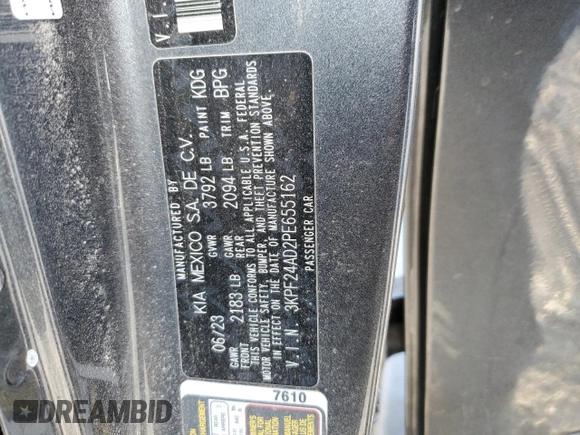 MANUFACTURED BY
KIA MEXICO S.A. DE C.V.
06/23 GVWR 3792 LB PAINT KDG
GAWR FRONT 2183 LB GAWR REAR 2094 LB TRIM BPG
THIS VEHICLE CONFORMS TO ALL APPLICABLE U.S.A. FEDERAL
MOTOR VEHICLE SAFETY, BUMPER, AND THEFT PREVENTION STANDARDS
IN EFFECT ON THE DATE OF MANUFACTURE SHOWN ABOVE.
V.I.N. 3KPF24AD2PE655162
PASSENGER CAR
V.I.
7610
DREAMBID